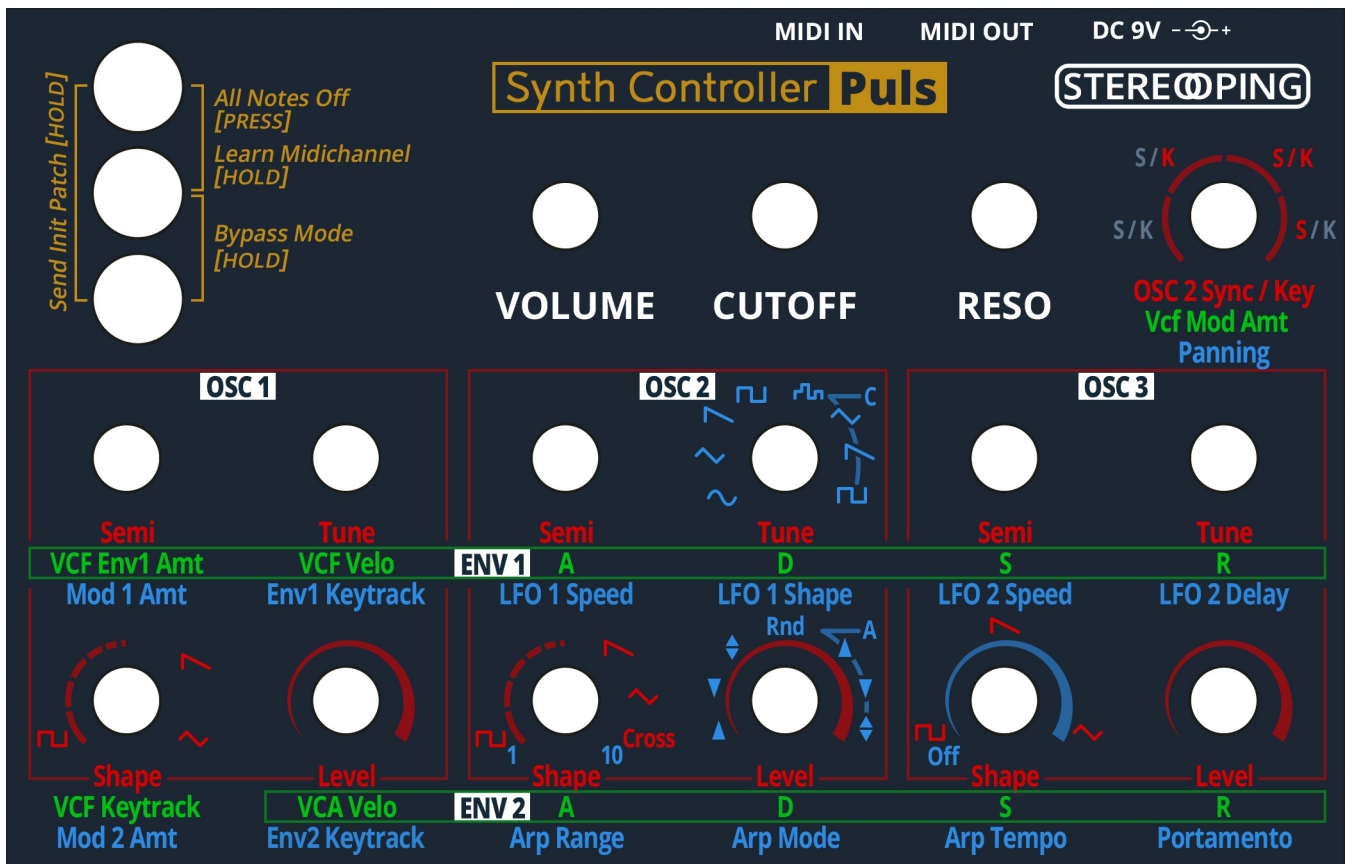 MIDI IN MIDI OUT DC 9V - +
Synth Controller Puls
STEREOOPING
Send Init Patch [HOLD]
All Notes Off
[PRESS]
Learn Midichannel
[HOLD]
Bypass Mode
[HOLD]
S/K S/K
S/K S/K
VOLUME CUTOFF RESO
OSC 2 Sync / Key
Vcf Mod Amt
Panning
OSC 1 OSC 2 OSC 3
C
Semi Tune Semi Tune Semi Tune
VCF Env1 Amt VCF Velo ENV 1 A D S R
Mod 1 Amt Env1 Keytrack LFO 1 Speed LFO 1 Shape LFO 2 Speed LFO 2 Delay
Rnd A
1 10 Cross Off
Shape Level Shape Level Shape Level
VCF Keytrack VCA Velo ENV 2 A D S R
Mod 2 Amt Env2 Keytrack Arp Range Arp Mode Arp Tempo Portamento